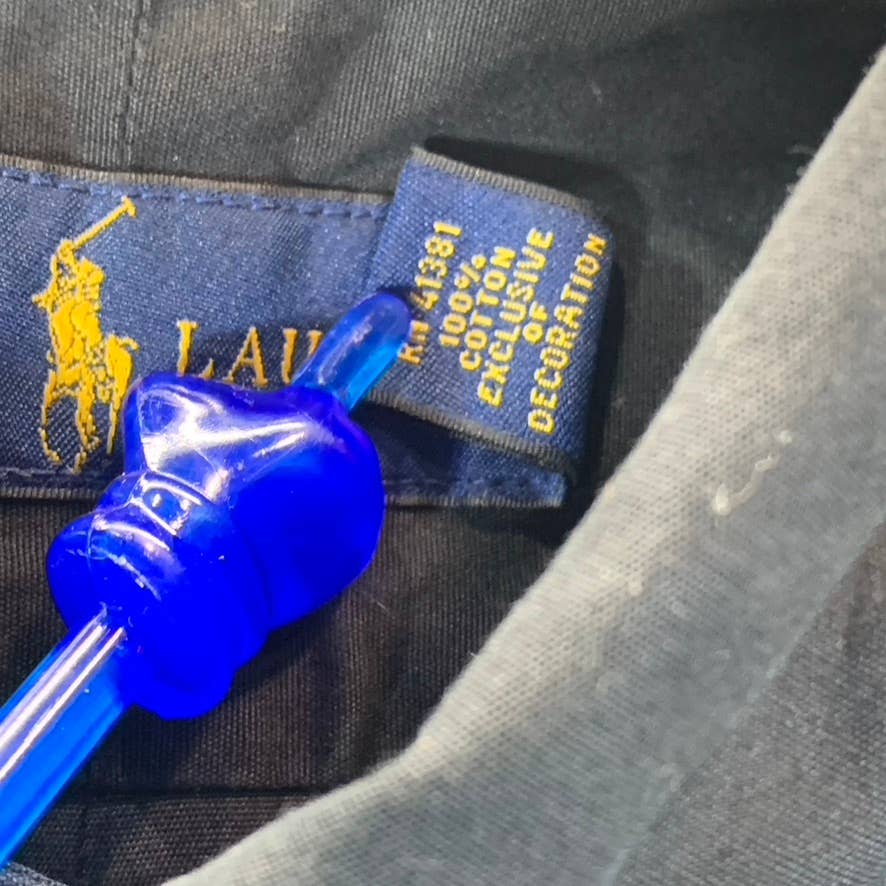 LAU
RN 41381
100%
COTTON
EXCLUSIVE
OF
DECORATION